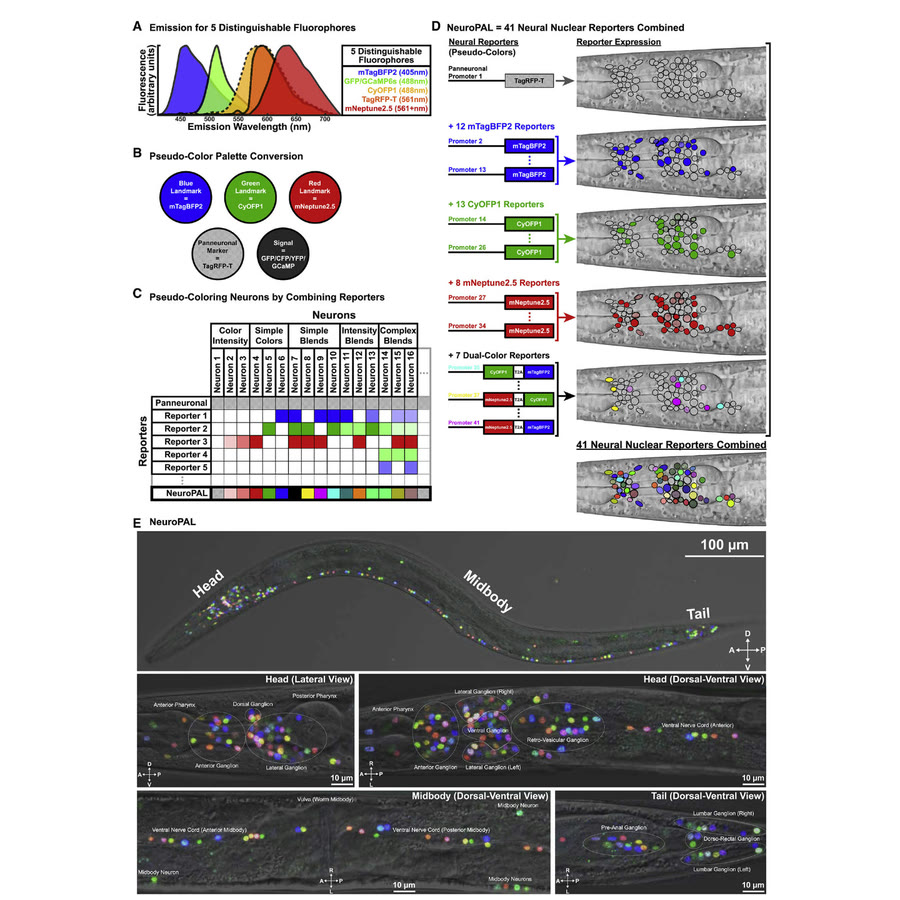 A Emission for 5 Distinguishable Fluorophores
Fluorescence
(arbitrary units)
450 500 550 600 650 700
Emission Wavelength (nm)
5 Distinguishable
Fluorophores
mTagBFP2 (405nm)
GFP/GCaMP6s (488nm)
CyOFP1 (488nm)
TagRFP-T (561nm)
mNeptune2.5 (561+nm)
B Pseudo-Color Palette Conversion
Blue
Landmark
=
mTagBFP2
Green
Landmark
=
CyOFP1
Red
Landmark
=
mNeptune2.5
Panneuronal
Marker
=
TagRFP-T
Signal
=
GFP/CFP/YFP/
GCaMP
C Pseudo-Coloring Neurons by Combining Reporters
Neurons
Color
Intensity
Simple
Colors
Simple
Blends
Intensity
Blends
Complex
Blends
Neuron 1
Neuron 2
Neuron 3
Neuron 4
Neuron 5
Neuron 6
Neuron 7
Neuron 8
Neuron 9
Neuron 10
Neuron 11
Neuron 12
Neuron 13
Neuron 14
Neuron 15
Neuron 16
Reporters
Panneuronal
Reporter 1
Reporter 2
Reporter 3
Reporter 4
Reporter 5
NeuroPAL
D NeuroPAL = 41 Neural Nuclear Reporters Combined
Neural Reporters
(Pseudo-Colors)
Reporter Expression
Panneuronal
Promoter 1
TagRFP-T
+ 12 mTagBFP2 Reporters
Promoter 2
mTagBFP2
Promoter 13
mTagBFP2
+ 13 CyOFP1 Reporters
Promoter 14
CyOFP1
Promoter 26
CyOFP1
+ 8 mNeptune2.5 Reporters
Promoter 27
mNeptune2.5
Promoter 34
mNeptune2.5
+ 7 Dual-Color Reporters
CyOFP1 T2A mTagBFP2
mNeptune2.5 T2A CyOFP1
Promoter 41
mNeptune2.5 T2A mTagBFP2
41 Neural Nuclear Reporters Combined
E NeuroPAL
100 µm
Head
Midbody
Tail
D
A P
V
Head (Lateral View)
Anterior Pharynx
Dorsal Ganglion
Posterior Pharynx
Anterior Ganglion
Lateral Ganglion
D
A P
V
10 µm
Head (Dorsal-Ventral View)
Anterior Pharynx
Lateral Ganglion (Right)
Ventral Ganglion
Retro-Vesicular Ganglion
Ventral Nerve Cord (Anterior)
Anterior Ganglion
Lateral Ganglion (Left)
R
A P
L
10 µm
Midbody (Dorsal-Ventral View)
Vulva (Worm Midbody)
Midbody Neuron
Ventral Nerve Cord (Anterior Midbody)
Ventral Nerve Cord (Posterior Midbody)
Midbody Neuron
Midbody Neurons
R
A P
L
10 µm
Tail (Dorsal-Ventral View)
Lumbar Ganglion (Right)
Pre-Anal Ganglion
Dorso-Rectal Ganglion
Lumbar Ganglion (Left)
R
A P
L
10 µm